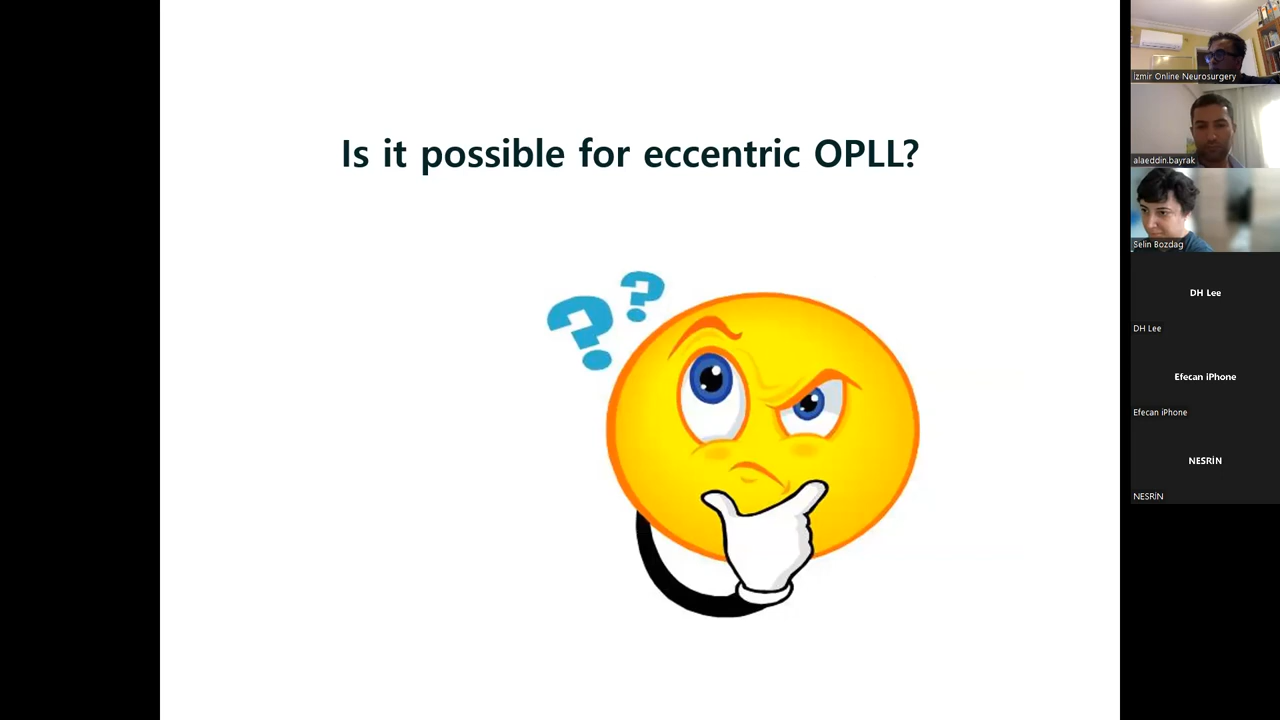 Is it possible for eccentric OPLL?
? ?
İzmir Online Neurosurgery
alaeddin.bayrak
Selin Bozdag
DH Lee
DH Lee
Efecan iPhone
Efecan iPhone
NESRİN
NESRİN